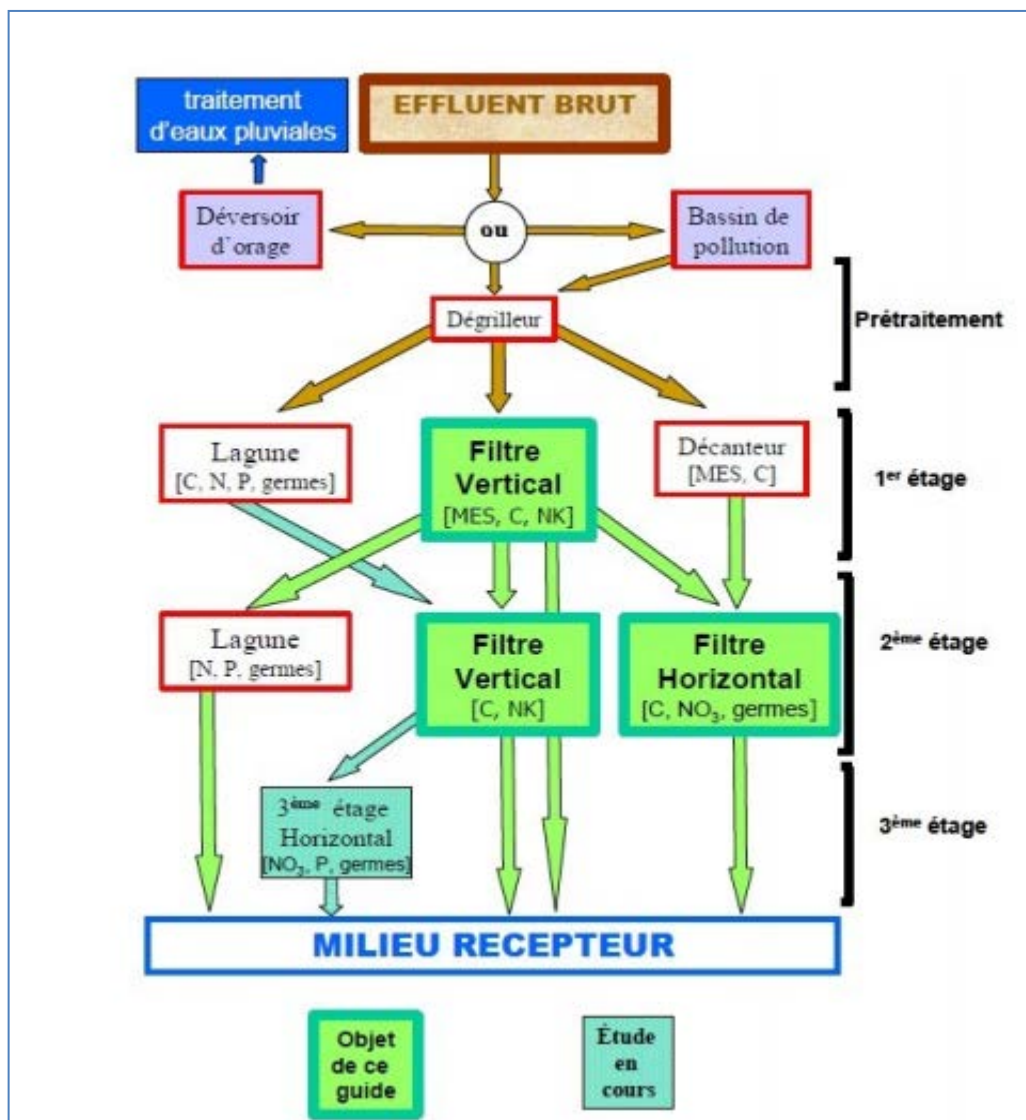 traitement
d'eaux pluviales
EFFLUENT BRUT
Déversoir
d'orage
ou
Bassin de
pollution
Dégrilleur
Prétraitement
Lagune
[C, N, P, germes]
Filtre
Vertical
[MES, C, NK]
Décanteur
[MES, C]
1er étage
Lagune
[N, P, germes]
Filtre
Vertical
[C, NK]
Filtre
Horizontal
[C, NO3, germes]
2ème étage
3ème étage
Horizontal
[NO3, P, germes]
3ème étage
MILIEU RECEPTEUR
Objet
de ce
guide
Étude
en
cours